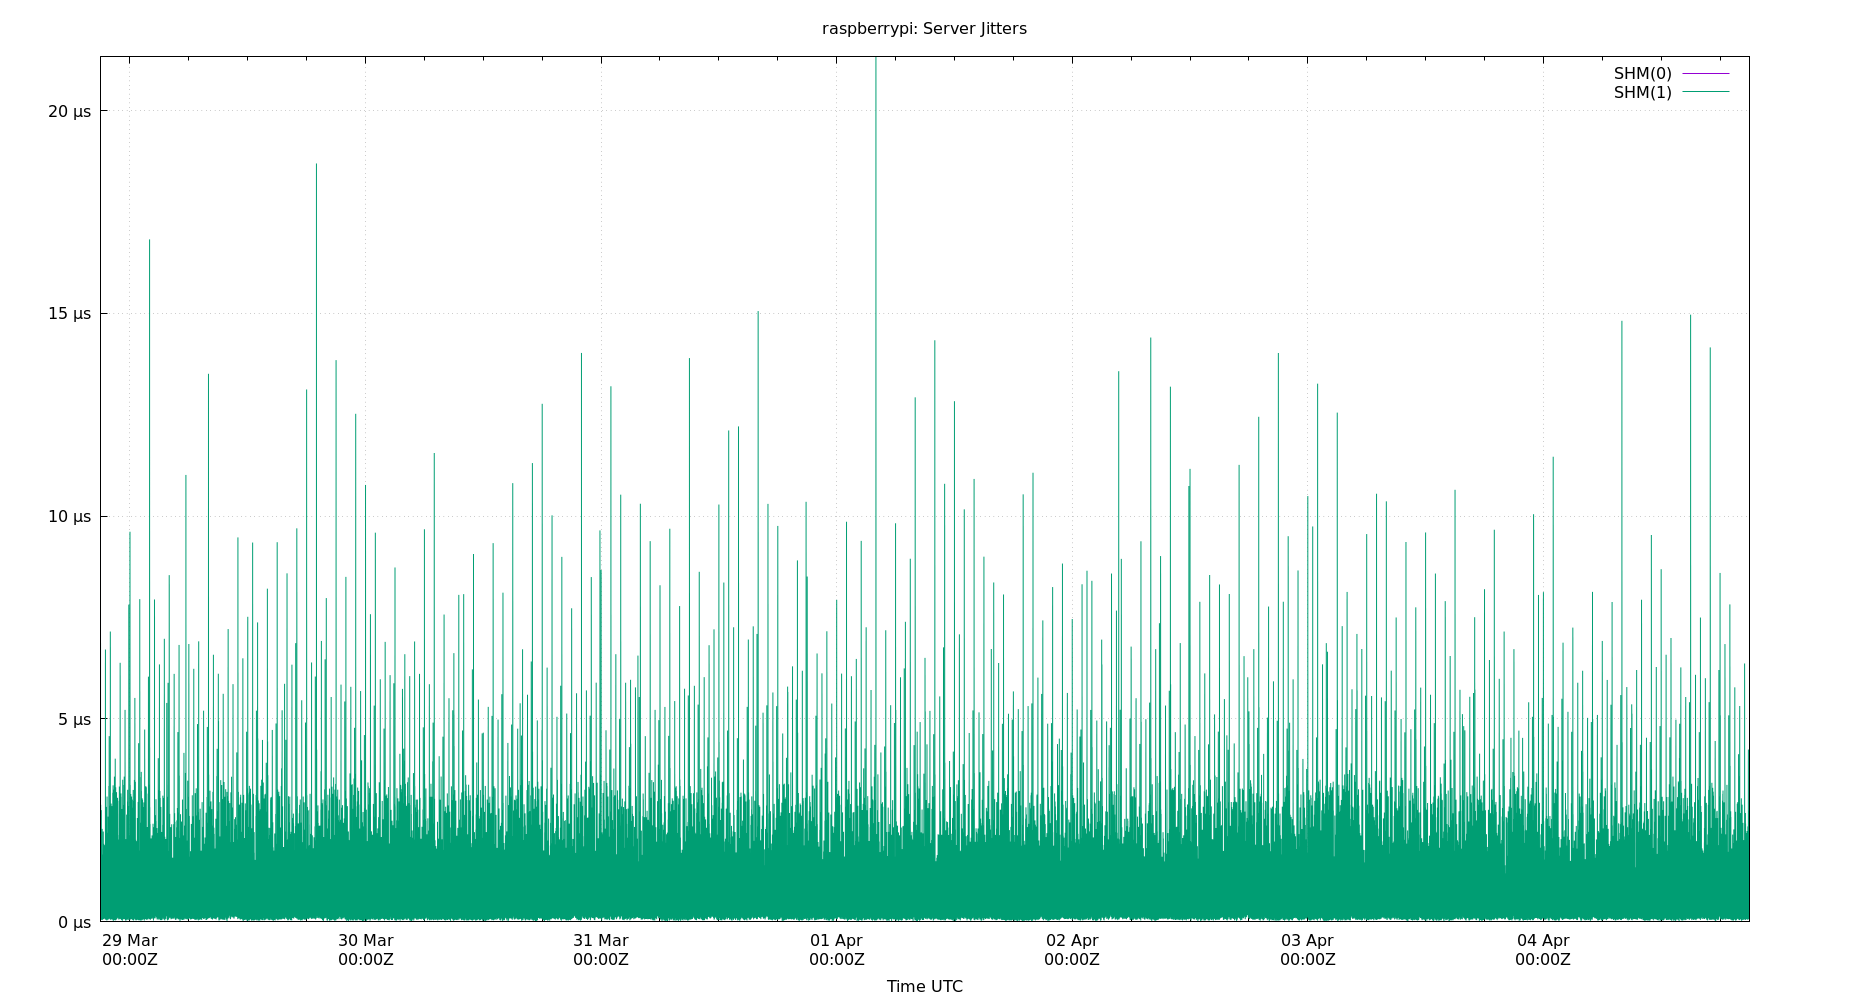 raspberrypi: Server Jitters
SHM(0)
SHM(1)
20 µs
15 µs
10 µs
5 µs
0 µs
29 Mar 30 Mar 31 Mar 01 Apr 02 Apr 03 Apr 04 Apr
00:00Z 00:00Z 00:00Z 00:00Z 00:00Z 00:00Z 00:00Z
Time UTC